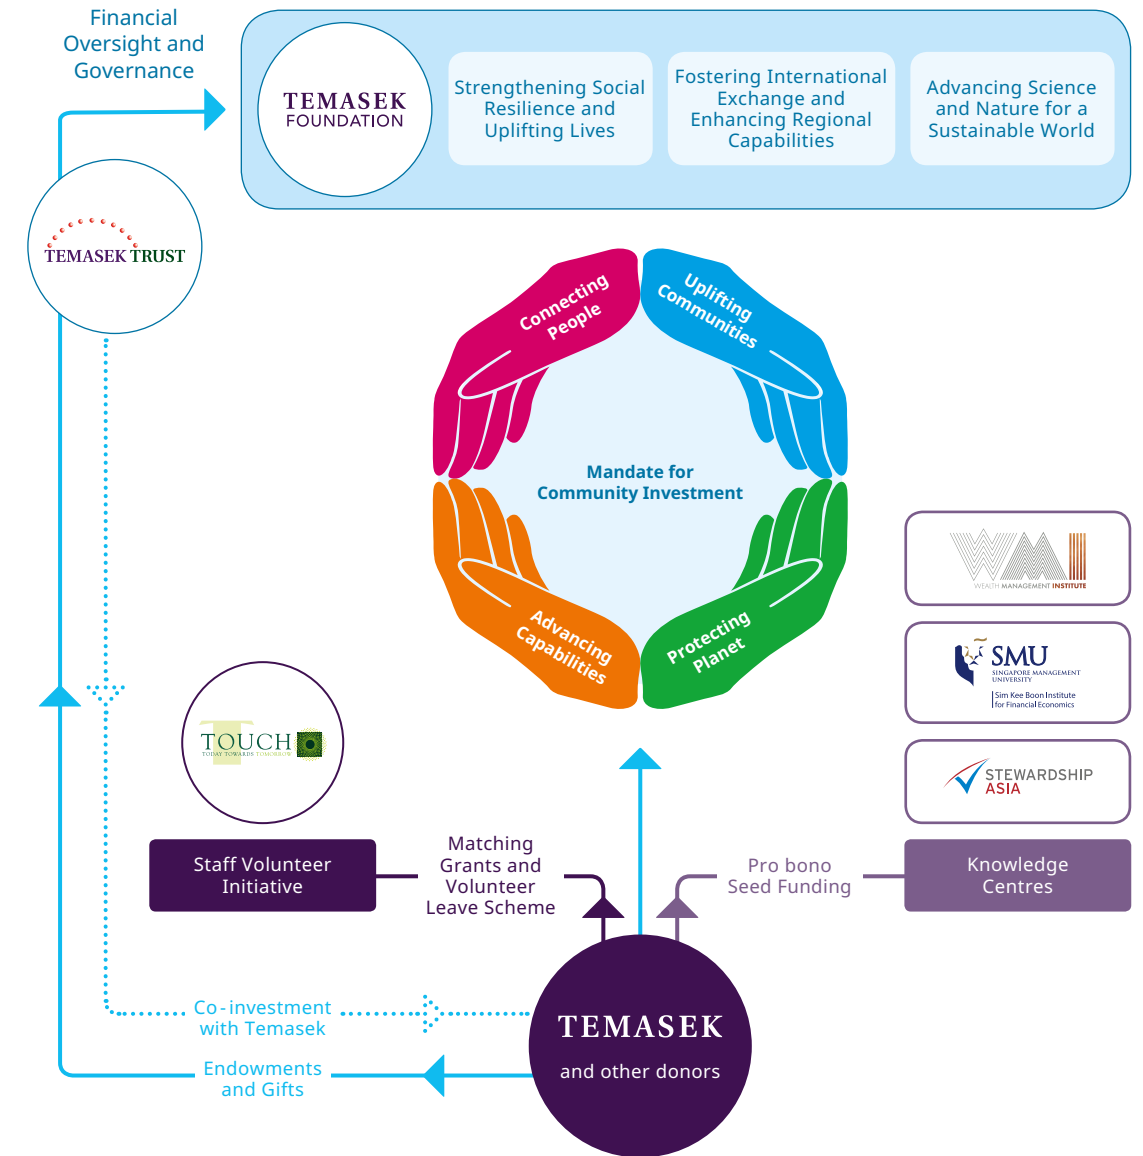 Financial
Oversight and
Governance
TEMASEK
FOUNDATION
Strengthening Social
Resilience and
Uplifting Lives
Fostering International
Exchange and
Enhancing Regional
Capabilities
Advancing Science
and Nature for a
Sustainable World
TEMASEK TRUST
Connecting
People
Uplifting
Communities
Mandate for
Community Investment
Advancing
Capabilities
Protecting
Planet
WMI
WEALTH MANAGEMENT INSTITUTE
SMU
SINGAPORE MANAGEMENT
UNIVERSITY
Sim Kee Boon Institute
for Financial Economics
STEWARDSHIP
ASIA
TOUCH
TODAY TOWARDS TOMORROW
Staff Volunteer
Initiative
Matching
Grants and
Volunteer
Leave Scheme
Pro bono
Seed Funding
Knowledge
Centres
Co-investment
with Temasek
Endowments
and Gifts
TEMASEK
and other donors